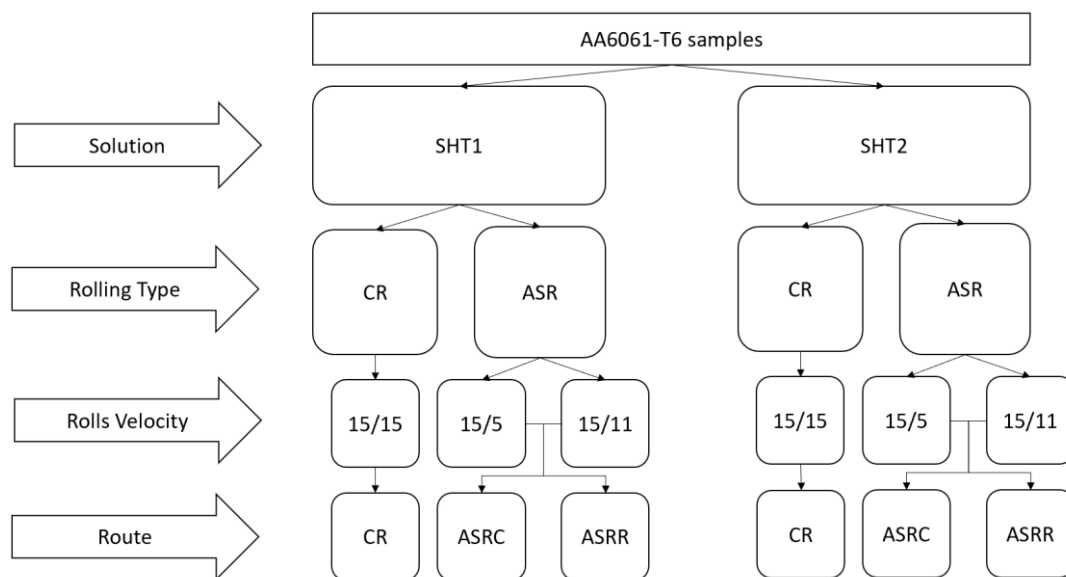 AA6061-T6 samples
Solution
SHT1
SHT2
Rolling Type
CR
ASR
CR
ASR
Rolls Velocity
15/15
15/5
15/11
15/15
15/5
15/11
Route
CR
ASRC
ASRR
CR
ASRC
ASRR